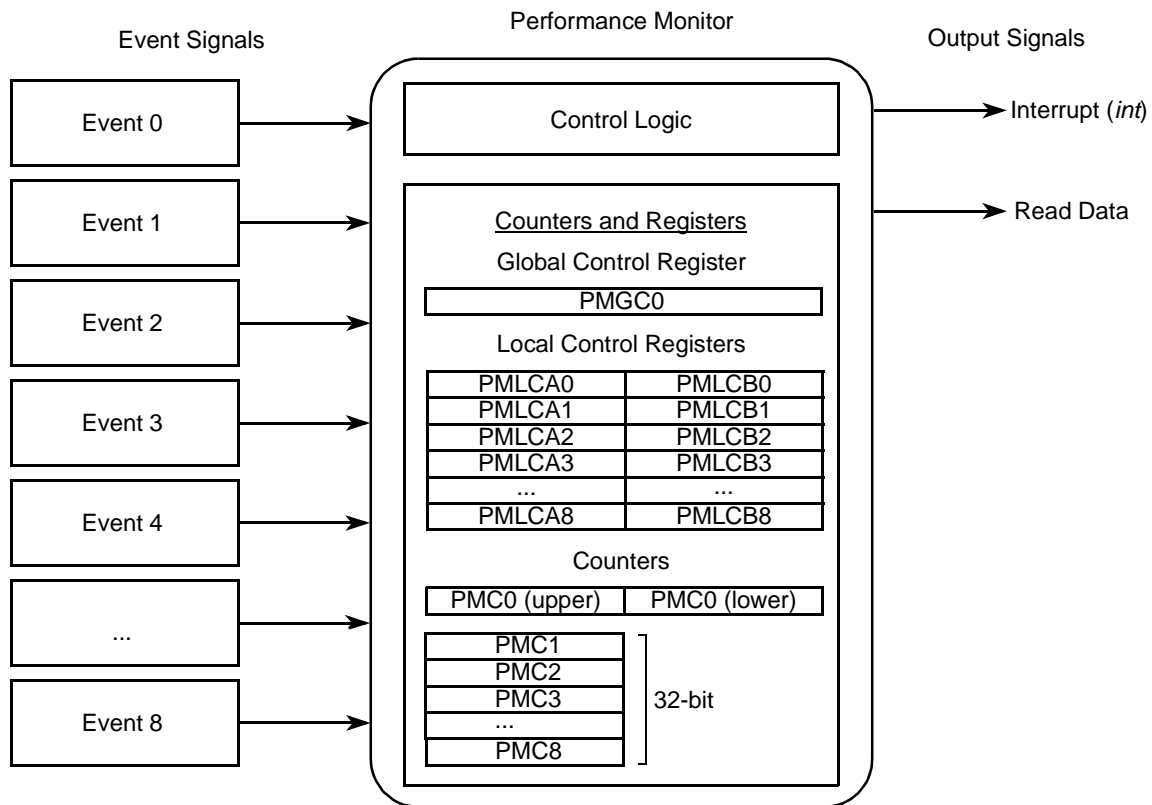 Performance Monitor
Event Signals
Output Signals
Event 0
Event 1
Event 2
Event 3
Event 4
...
Event 8
Control Logic
Counters and Registers
Global Control Register
PMGC0
Local Control Registers
PMLCA0 PMLCB0
PMLCA1 PMLCB1
PMLCA2 PMLCB2
PMLCA3 PMLCB3
... ...
PMLCA8 PMLCB8
Counters
PMC0 (upper) PMC0 (lower)
PMC1
PMC2
PMC3
...
PMC8
32-bit
Interrupt (int)
Read Data